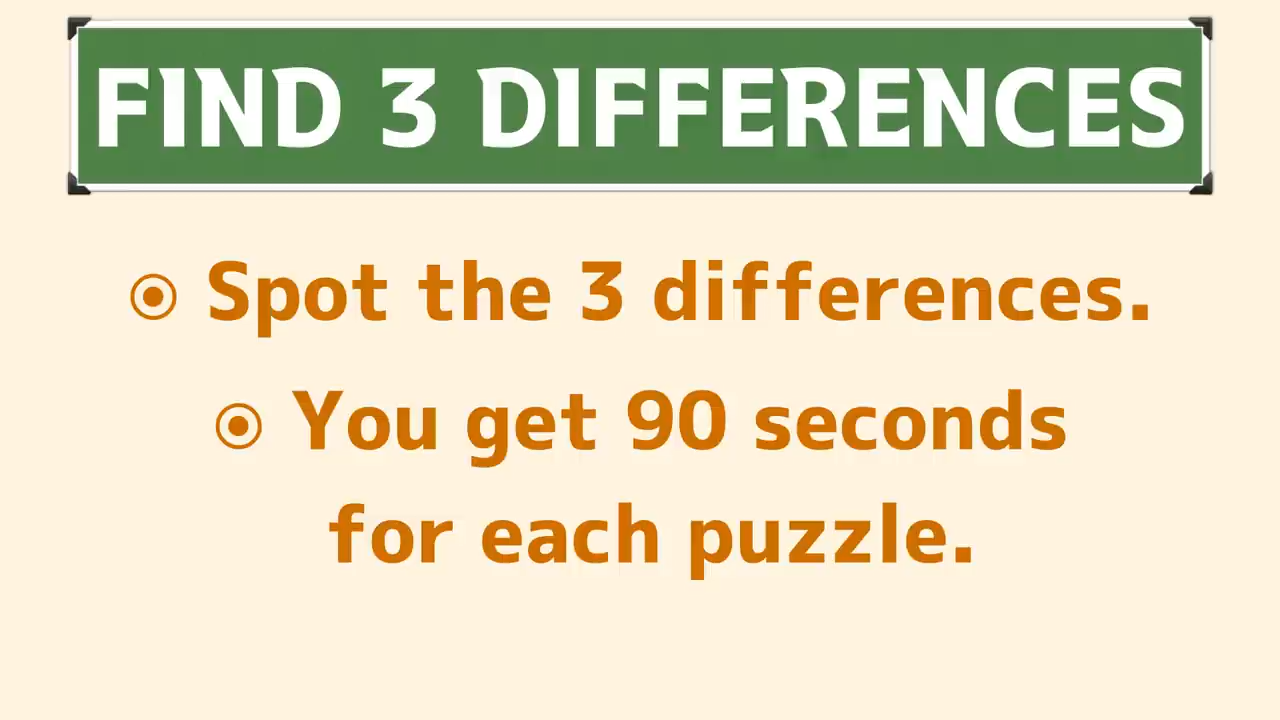 FIND 3 DIFFERENCES
⦿ Spot the 3 differences.
⦿ You get 90 seconds
for each puzzle.